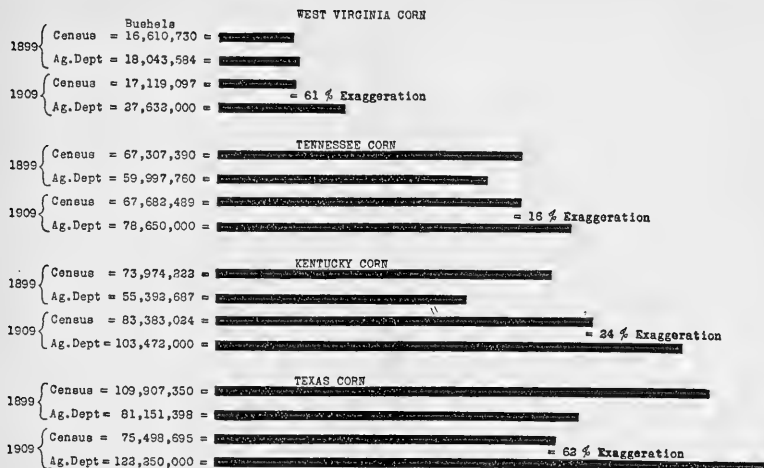 WEST VIRGINIA CORN
Bushels
1899 { Census = 16,610,730 =
Ag.Dept = 18,043,584 =
1909 { Census = 17,119,097 =
= 61 % Exaggeration
Ag.Dept = 27,632,000 =
TENNESSEE CORN
1899 { Census = 67,307,390 =
Ag.Dept = 59,997,760 =
1909 { Census = 67,682,489 =
= 16 % Exaggeration
Ag.Dept = 78,650,000 =
KENTUCKY CORN
1899 { Census = 73,974,222 =
Ag.Dept = 55,392,687 =
1909 { Census = 83,383,024 =
= 24 % Exaggeration
Ag.Dept = 103,472,000 =
TEXAS CORN
1899 { Census = 109,907,350 =
Ag.Dept = 81,151,398 =
1909 { Census = 75,498,695 =
= 62 % Exaggeration
Ag.Dept = 122,250,000 =